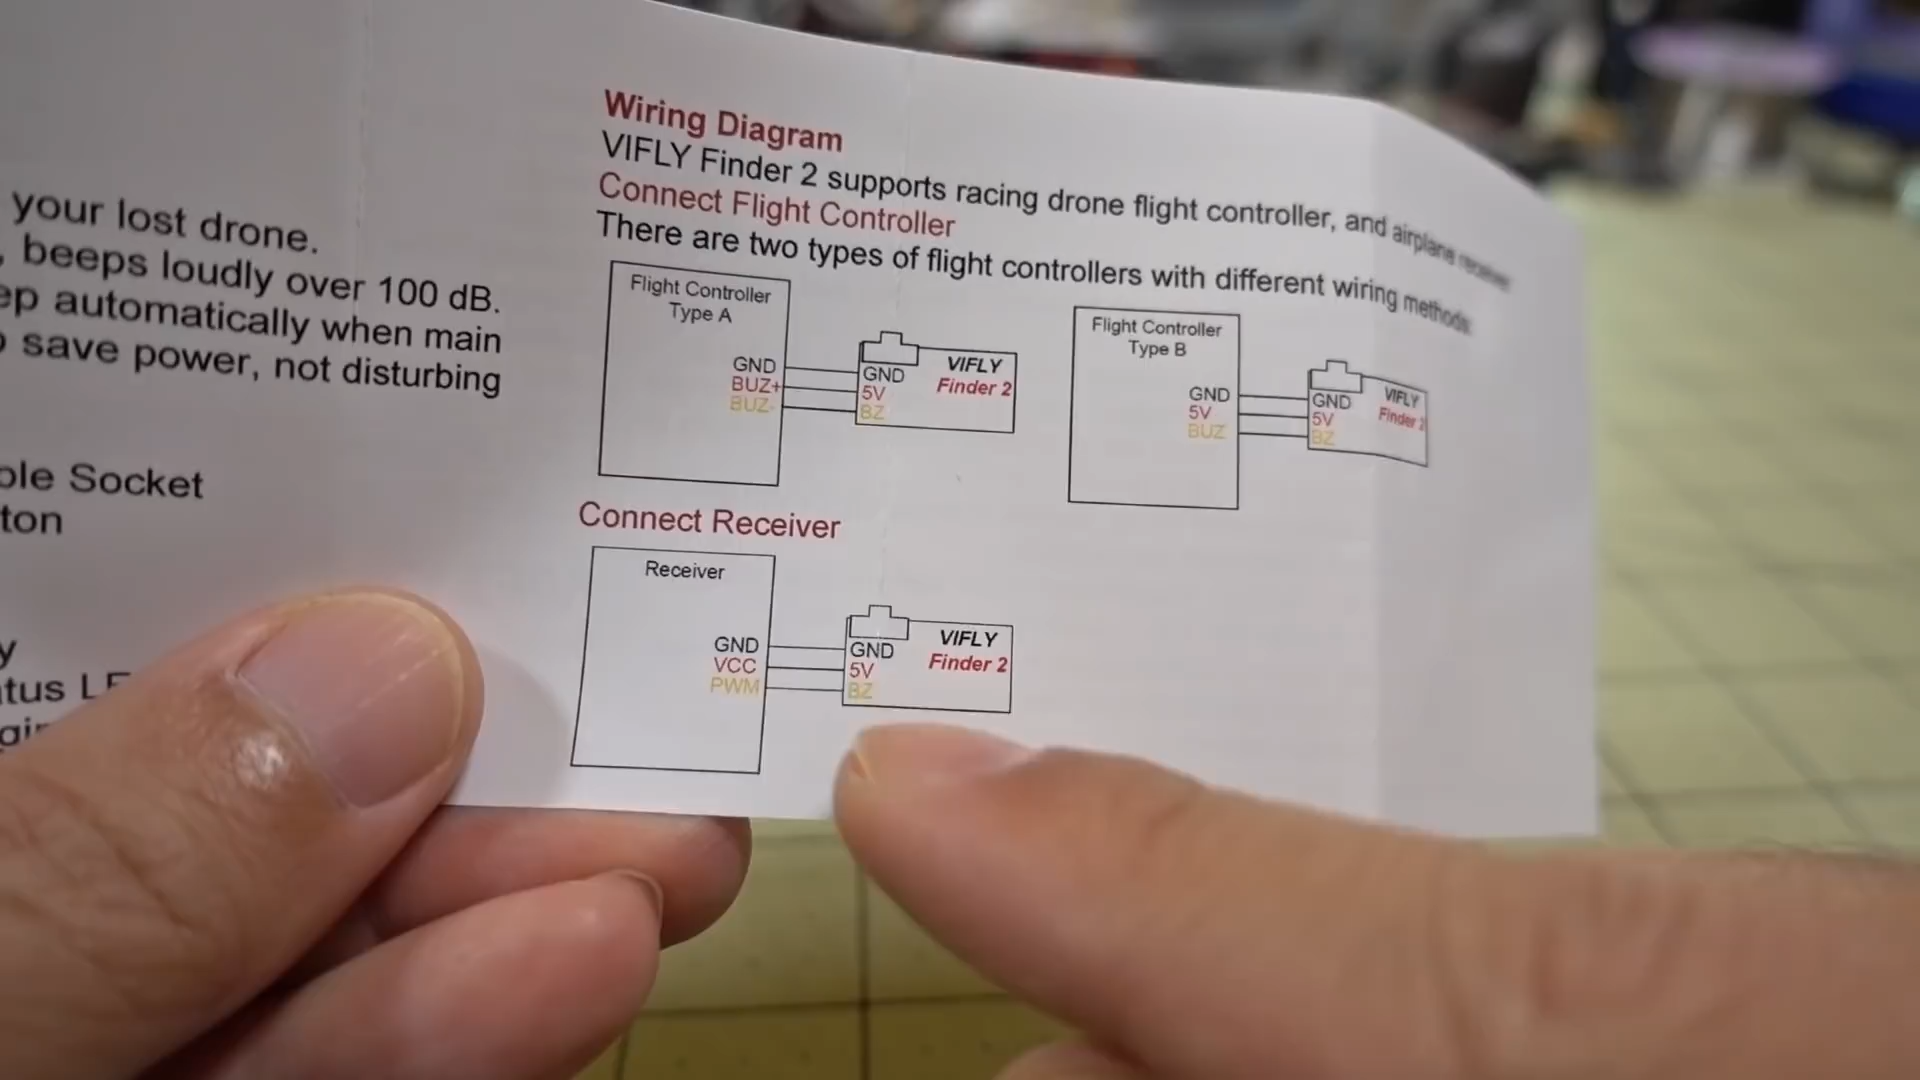 your lost drone.
, beeps loudly over 100 dB.
ep automatically when main
save power, not disturbing
ole Socket
ton
y
tus LE
Wiring Diagram
VIFLY Finder 2 supports racing drone flight controller, and airplane receiver
Connect Flight Controller
There are two types of flight controllers with different wiring methods:
Flight Controller
Type A
GND
BUZ+
BUZ-
GND
5V
BZ
VIFLY
Finder 2
Flight Controller
Type B
GND
5V
BUZ
GND
5V
BZ
VIFLY
Finder 2
Connect Receiver
Receiver
GND
VCC
PWM
GND
5V
BZ
VIFLY
Finder 2